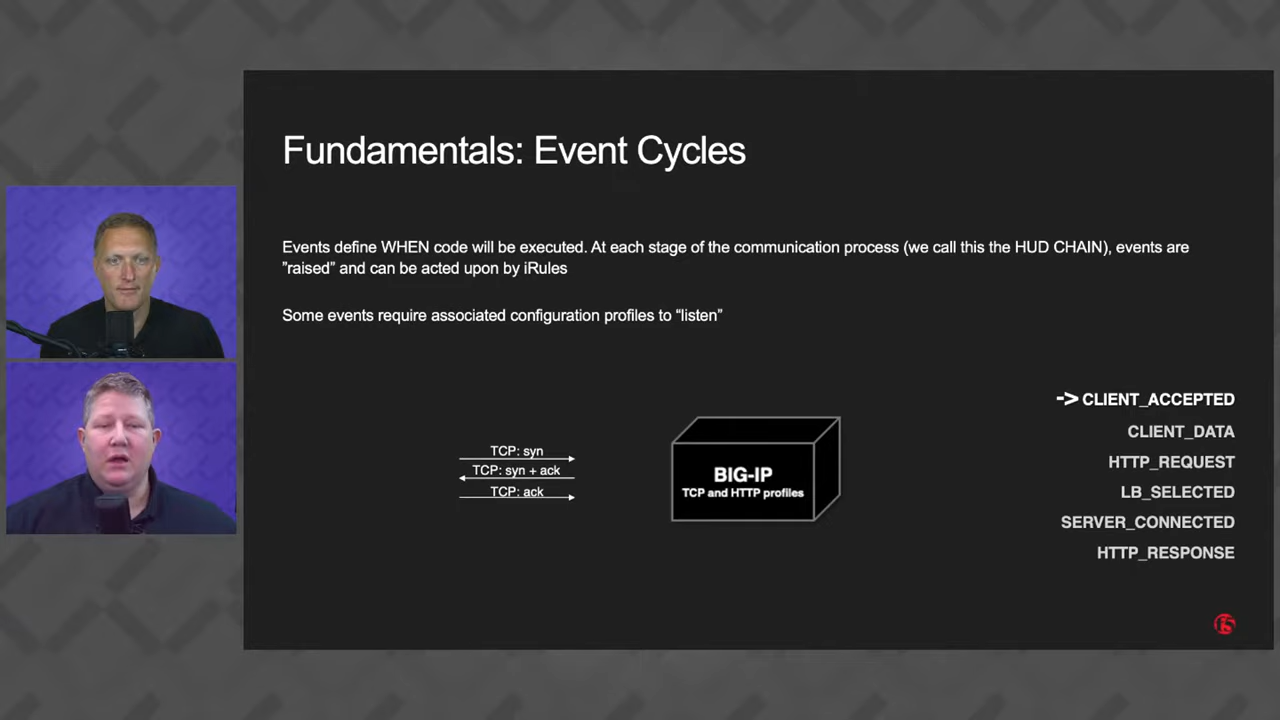 Fundamentals: Event Cycles
Events define WHEN code will be executed. At each stage of the communication process (we call this the HUD CHAIN), events are
”raised” and can be acted upon by iRules
Some events require associated configuration profiles to “listen”
TCP: syn
TCP: syn + ack
TCP: ack
BIG-IP
TCP and HTTP profiles
-> CLIENT_ACCEPTED
CLIENT_DATA
HTTP_REQUEST
LB_SELECTED
SERVER_CONNECTED
HTTP_RESPONSE
f5